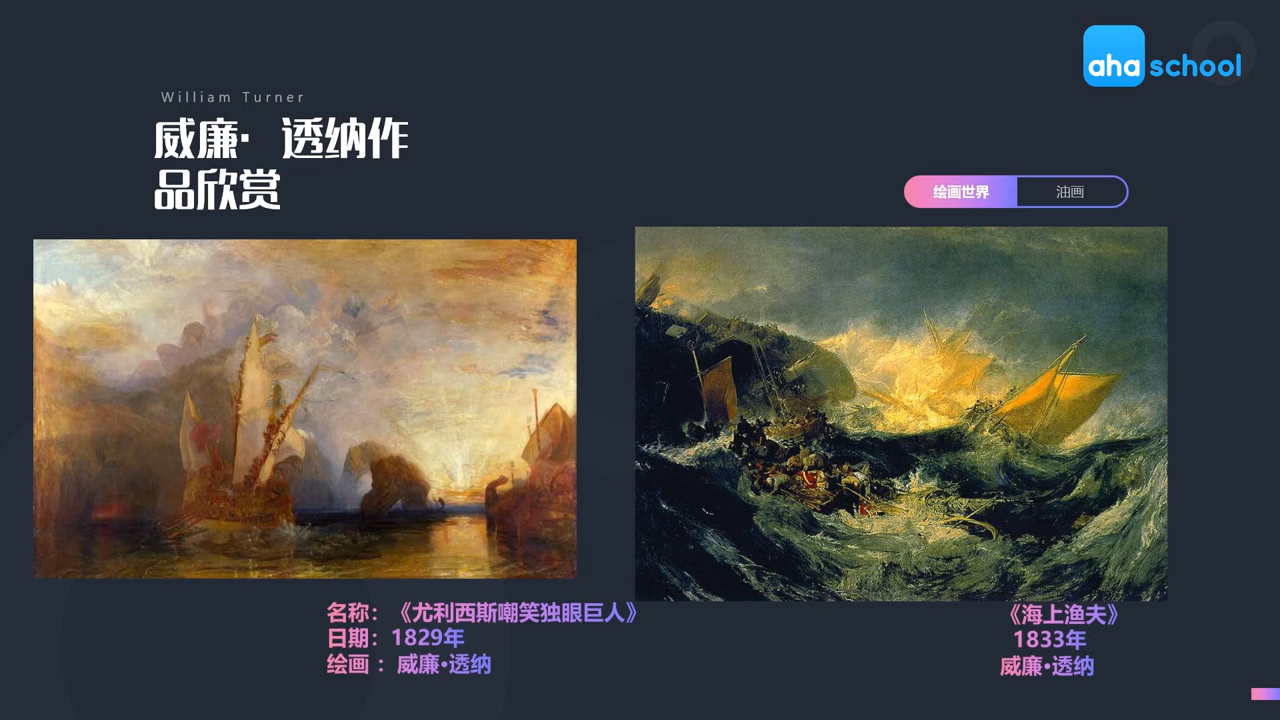 aha school
William Turner
威廉· 透纳作
品欣赏
绘画世界 油画
名称：《尤利西斯嘲笑独眼巨人》
日期：1829年
绘画 ：威廉·透纳
《海上渔夫》
1833年
威廉·透纳